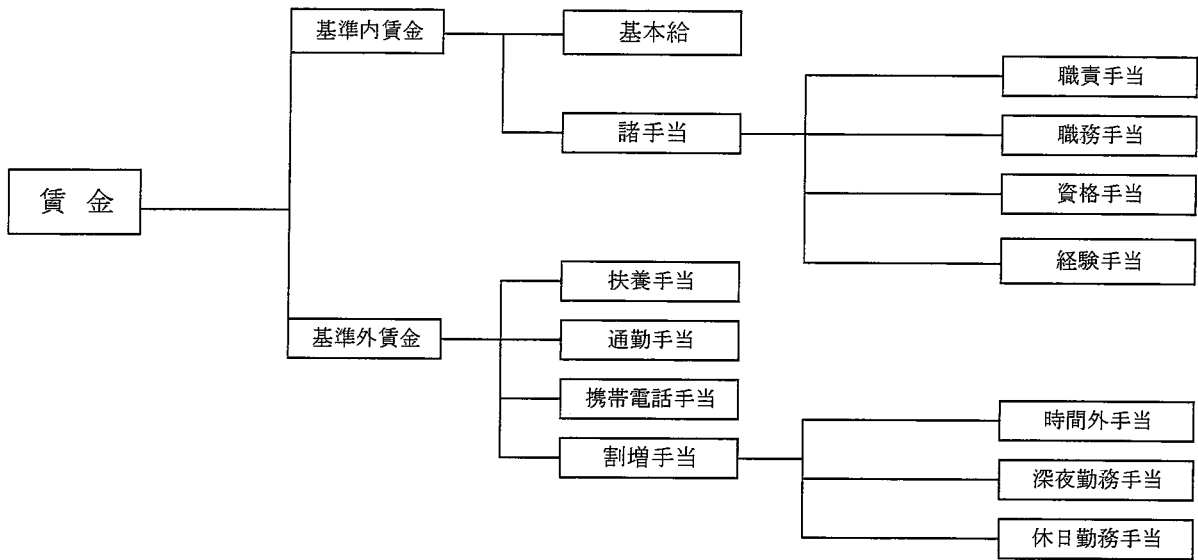 基準内賃金
基本給
職責手当
諸手当
職務手当
賃 金
資格手当
経験手当
扶養手当
基準外賃金
通勤手当
携帯電話手当
時間外手当
割増手当
深夜勤務手当
休日勤務手当